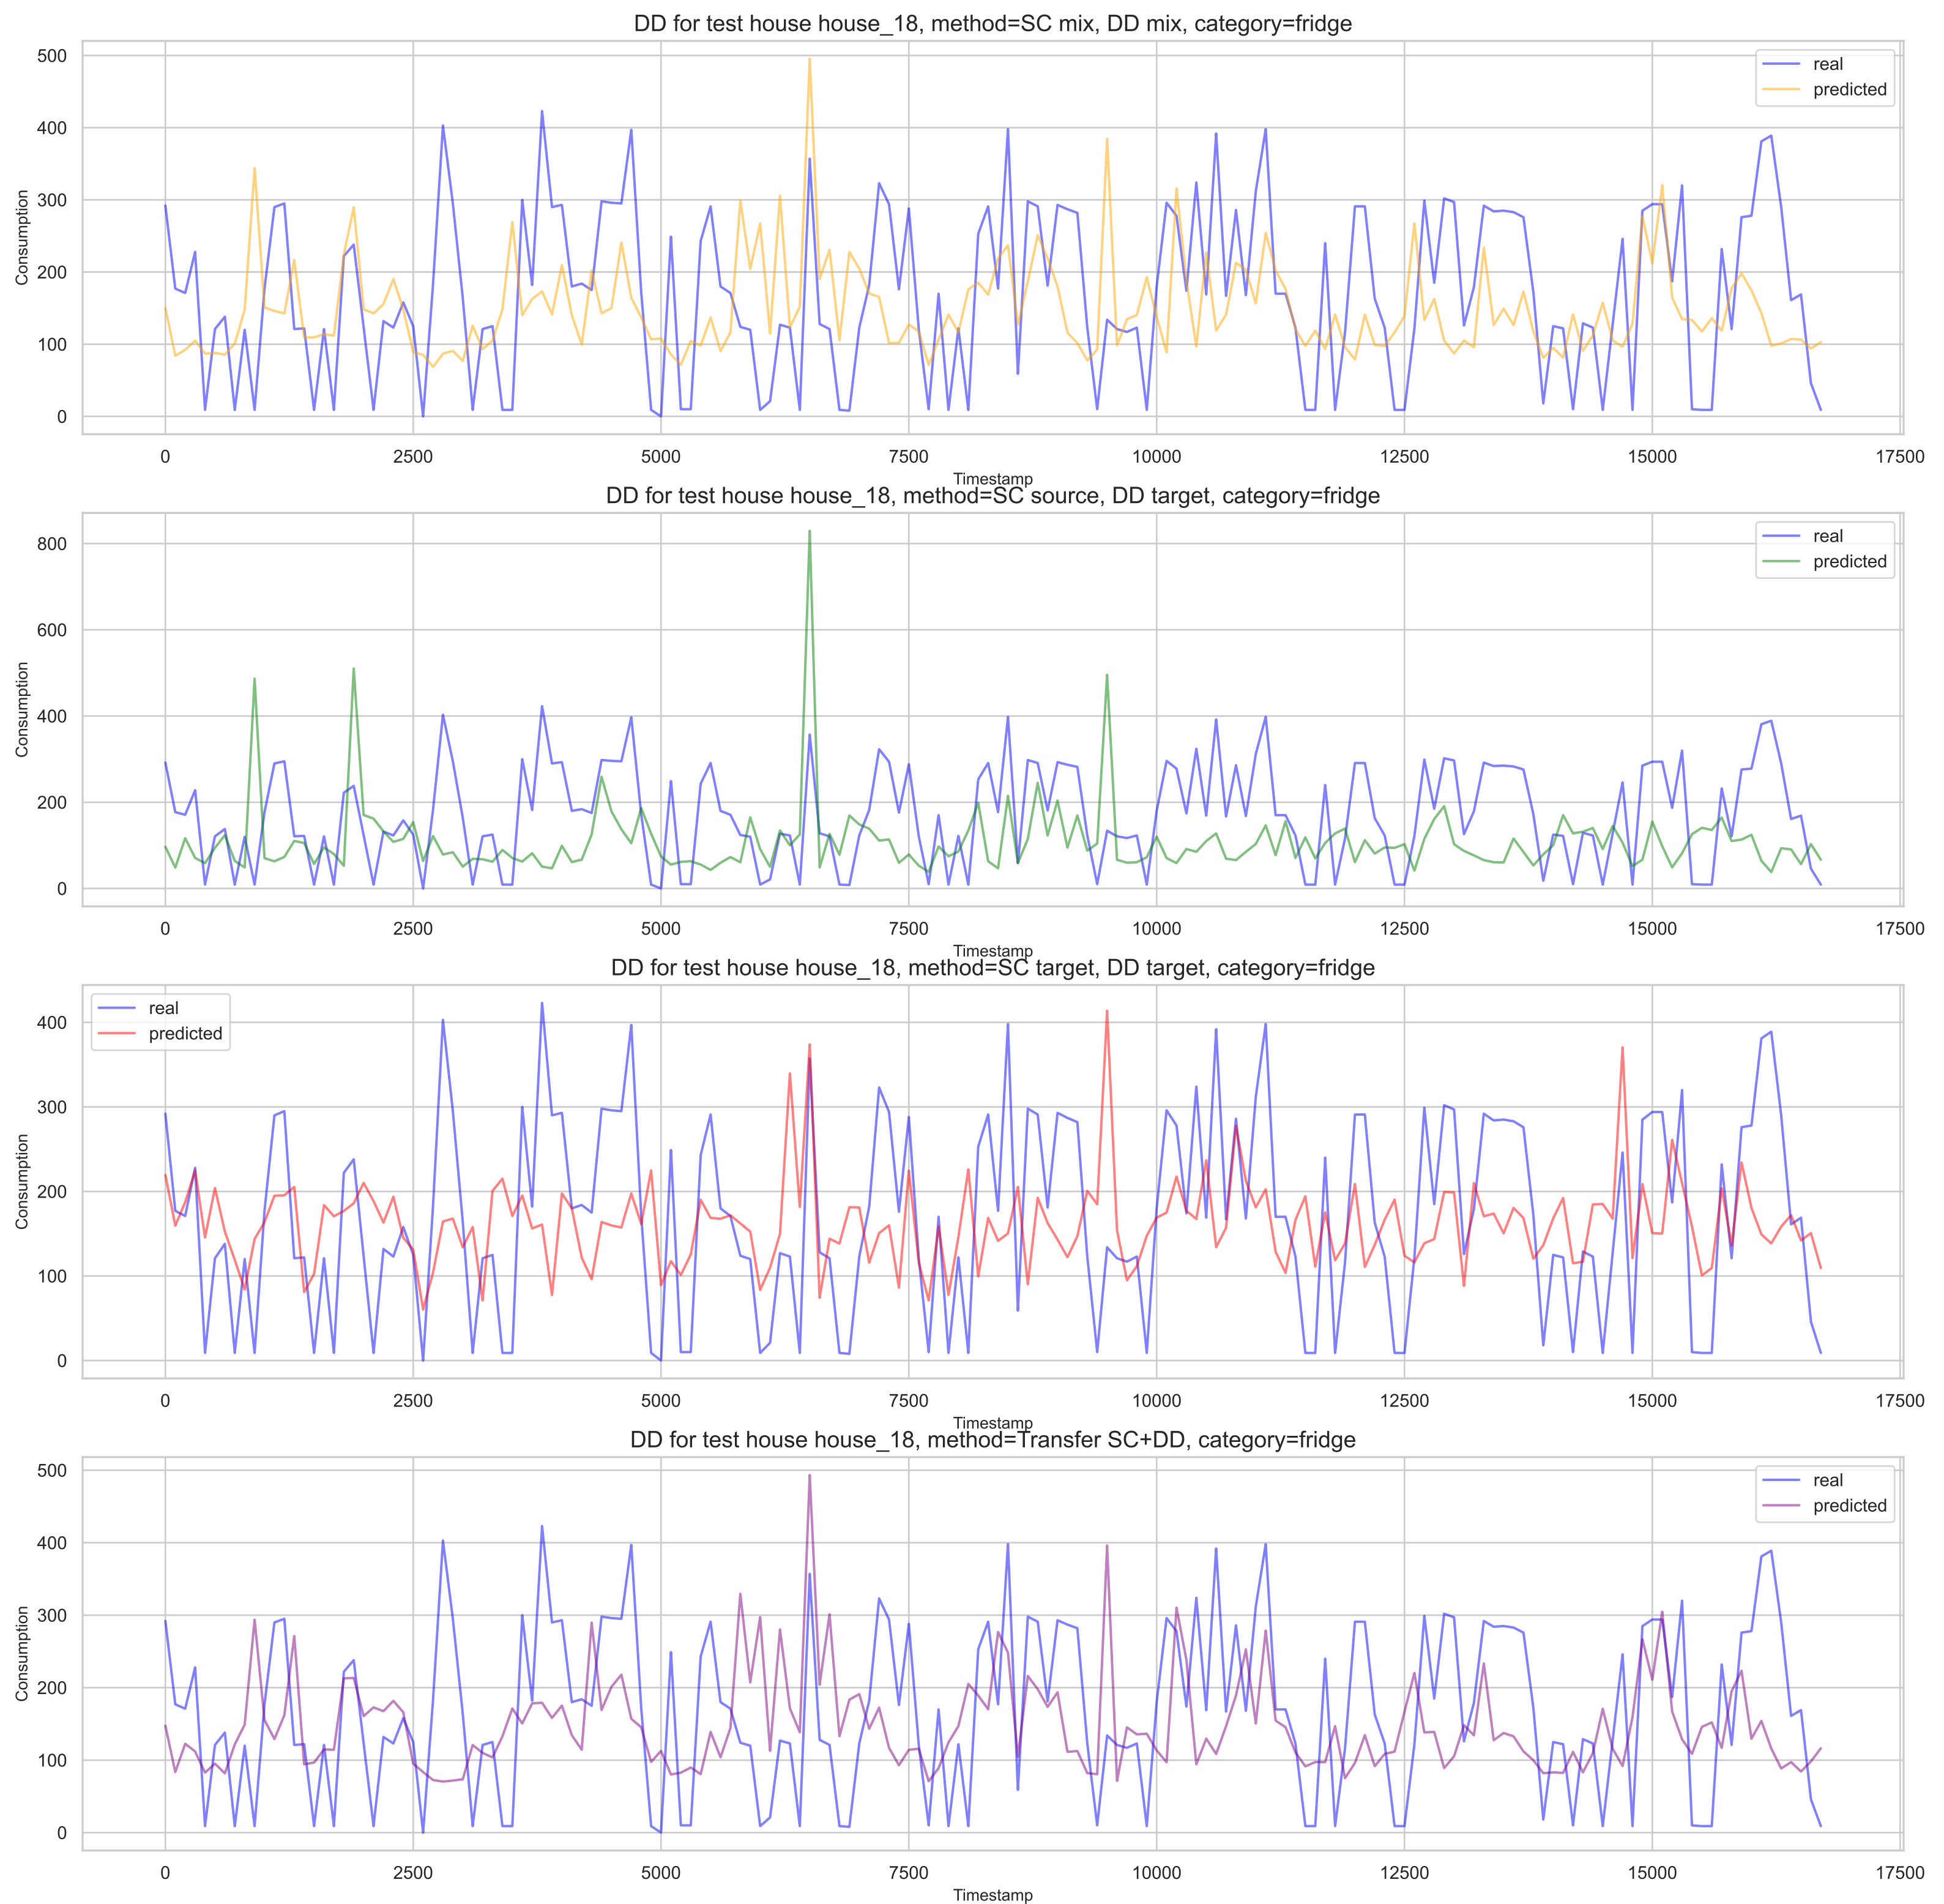 DD for test house house_18, method=SC mix, DD mix, category=fridge
500
400
300
200
100
0
Consumption
real
predicted
0 2500 5000 7500 10000 12500 15000 17500
Timestamp
DD for test house house_18, method=SC source, DD target, category=fridge
800
600
400
200
0
Consumption
real
predicted
0 2500 5000 7500 10000 12500 15000 17500
Timestamp
DD for test house house_18, method=SC target, DD target, category=fridge
400
300
200
100
0
Consumption
real
predicted
0 2500 5000 7500 10000 12500 15000 17500
Timestamp
DD for test house house_18, method=Transfer SC+DD, category=fridge
500
400
300
200
100
0
Consumption
real
predicted
0 2500 5000 7500 10000 12500 15000 17500
Timestamp